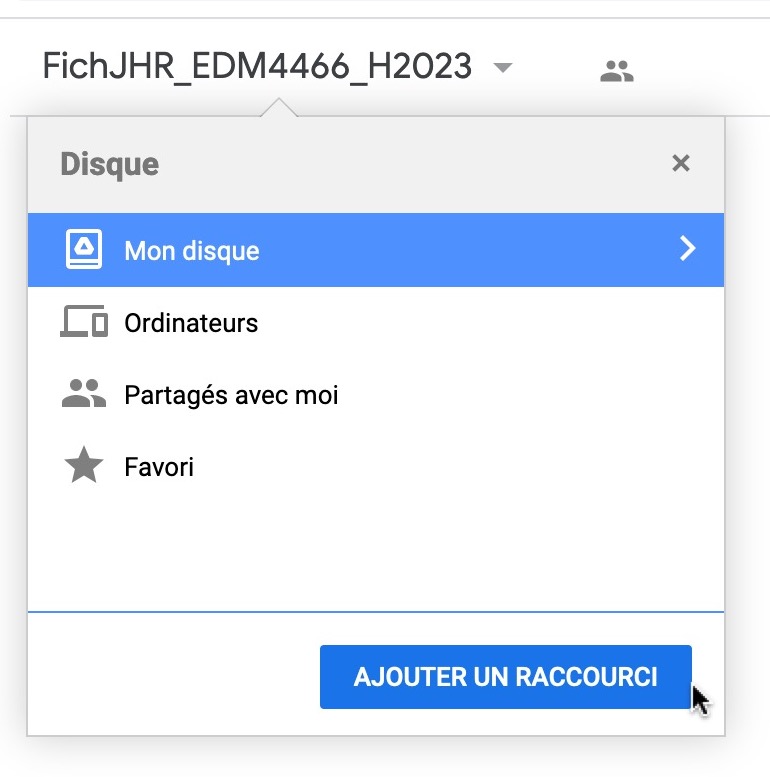 FichJHR_EDM4466_H2023
Disque
Mon disque
Ordinateurs
Partagés avec moi
Favori
AJOUTER UN RACCOURCI